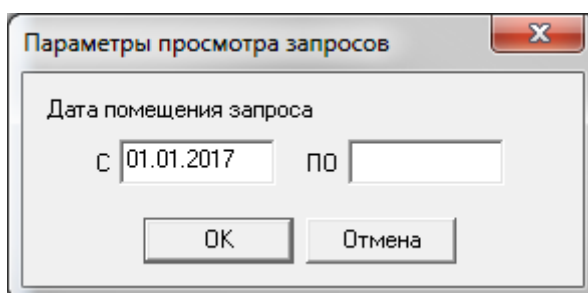 Параметры просмотра запросов
Дата помещения запроса
С 01.01.2017 ПО
OK Отмена